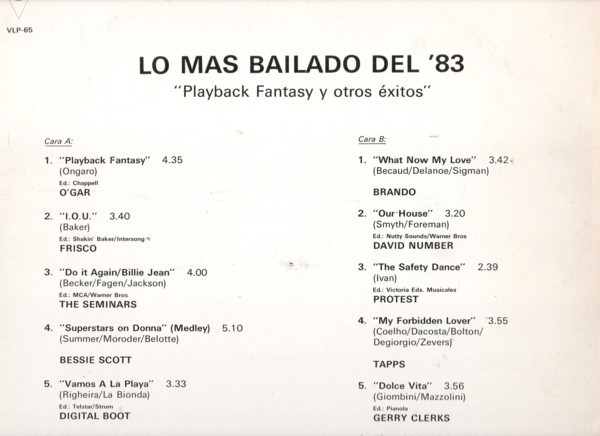 VLP-65
LO MAS BAILADO DEL '83
"Playback Fantasy y otros éxitos"
Cara A:
1. "Playback Fantasy" 4.35
(Ongaro)
Ed.: Chappell
O'GAR
2. "I.O.U." 3.40
(Baker)
Ed.: Shakin' Baker/Intersong
FRISCO
3. "Do it Again/Billie Jean" 4.00
(Becker/Fagen/Jackson)
Ed.: MCA/Warner Bros
THE SEMINARS
4. "Superstars on Donna" (Medley) 5.10
(Summer/Moroder/Belotte)
BESSIE SCOTT
5. "Vamos A La Playa" 3.33
(Righeira/La Bionda)
Ed.: Telstar/Strum
DIGITAL BOOT
Cara B:
1. "What Now My Love" 3.42
(Becaud/Delanoe/Sigman)
BRANDO
2. "Our House" 3.20
(Smyth/Foreman)
Ed.: Nutty Sounds/Warner Bros
DAVID NUMBER
3. "The Safety Dance" 2.39
(Ivan)
Ed.: Victoria Eds. Musicales
PROTEST
4. "My Forbidden Lover" 3.55
(Coelho/Dacosta/Bolton/
Degiorgio/Zevers)
TAPPS
5. "Dolce Vita" 3.56
(Giombini/Mazzolini)
Ed.: Pianola
GERRY CLERKS